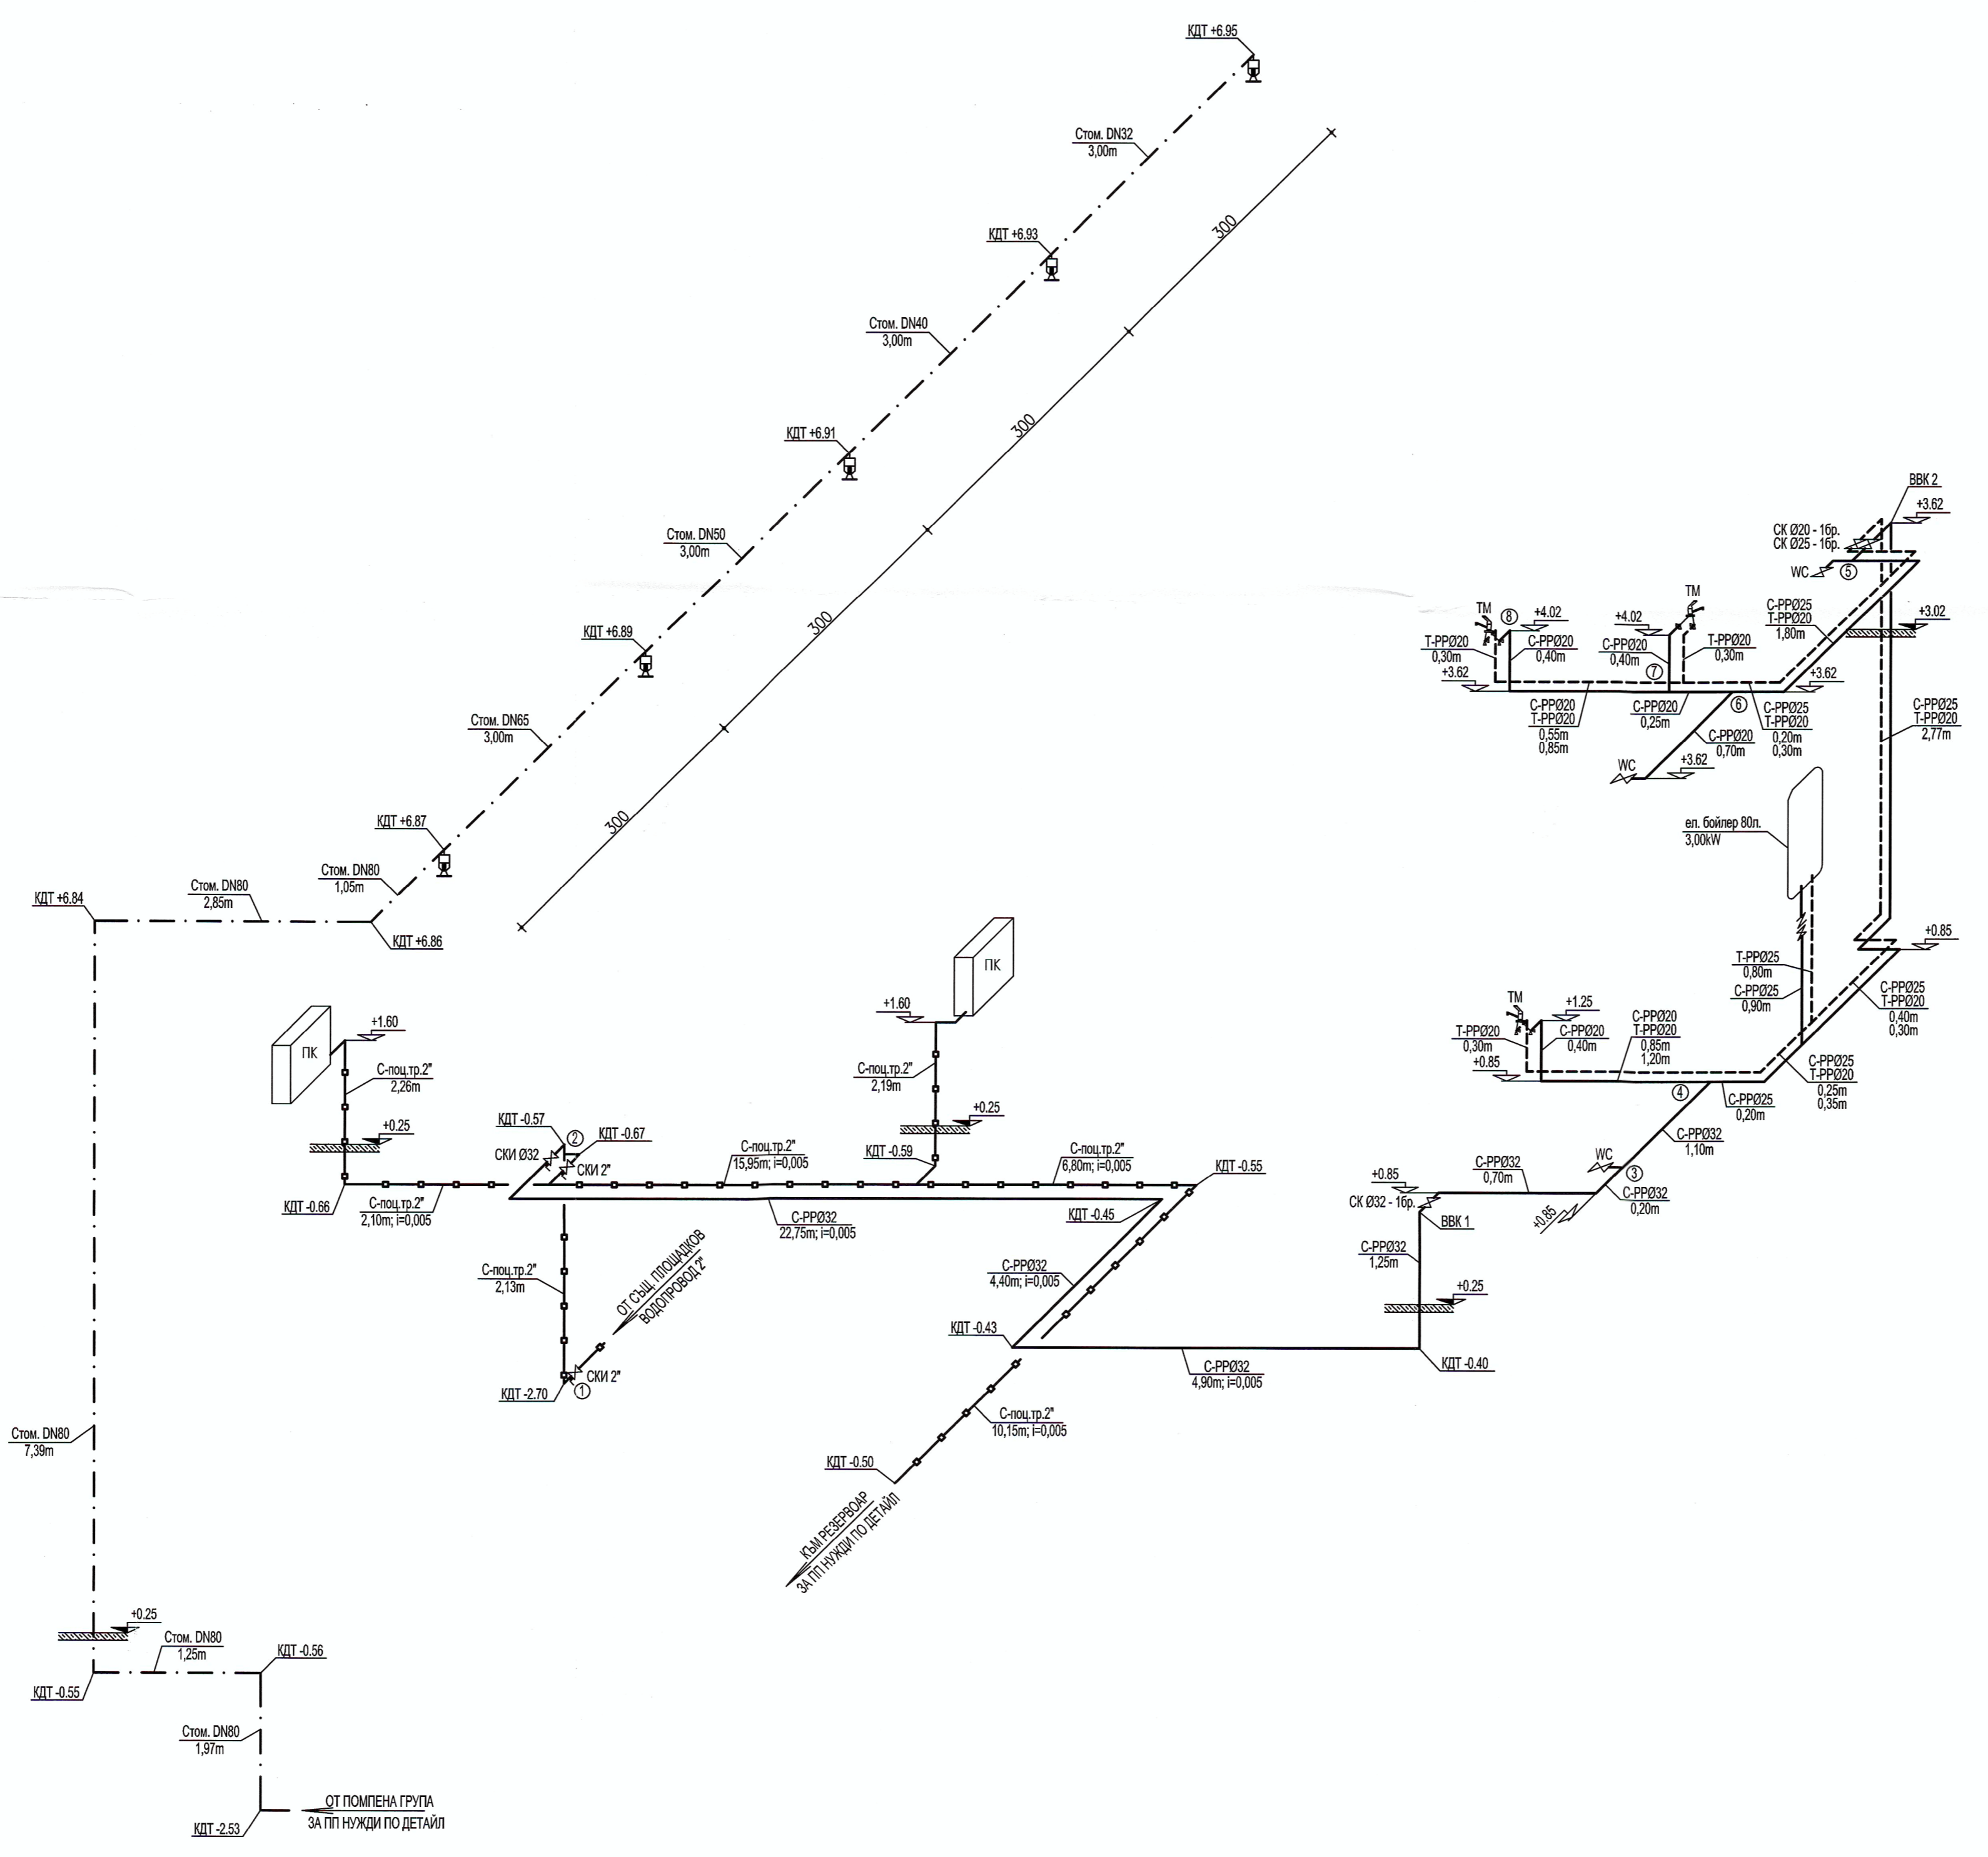 КДТ +6.95
Стом. DN32
3,00m
300
КДТ +6.93
Стом. DN40
3,00m
300
КДТ +6.91
Стом. DN50
3,00m
300
КДТ +6.89
Стом. DN65
3,00m
300
КДТ +6.87
Стом. DN80
1,05m
Стом. DN80
2,85m
КДТ +6.84
КДТ +6.86
ВВК 2
+3.62
СК Ø20 - 1бр.
СК Ø25 - 1бр.
WC
5
ТМ
8
+4.02
Т-PPØ20
0,30m
С-PPØ20
0,40m
+3.62
ТМ
+4.02
С-PPØ20
0,40m
7
Т-PPØ20
0,30m
С-PPØ25
Т-PPØ20
1,80m
+3.02
+3.62
С-PPØ20
Т-PPØ20
0,55m
0,85m
С-PPØ20
0,25m
6
С-PPØ25
Т-PPØ20
0,20m
0,30m
С-PPØ20
0,70m
WC
+3.62
С-PPØ25
Т-PPØ20
2,77m
ел. бойлер 80л.
3,00kW
+0.85
Т-PPØ25
0,80m
С-PPØ25
0,90m
С-PPØ25
Т-PPØ20
0,40m
0,30m
ТМ
+1.25
Т-PPØ20
0,30m
С-PPØ20
0,40m
С-PPØ20
Т-PPØ20
0,85m
1,20m
+0.85
С-PPØ25
Т-PPØ20
0,25m
0,35m
4
С-PPØ25
0,20m
С-PPØ32
1,10m
WC
3
С-PPØ32
0,20m
С-PPØ32
0,70m
+0.85
+0.85
СК Ø32 - 1бр.
ВВК 1
С-PPØ32
1,25m
+0.25
КДТ -0.40
ПК
+1.60
С-поц.тр.2"
2,26m
+0.25
КДТ -0.66
С-поц.тр.2"
2,10m; i=0,005
КДТ -0.57
2
КДТ -0.67
СКИ Ø32
СКИ 2"
С-поц.тр.2"
15,95m; i=0,005
ПК
+1.60
С-поц.тр.2"
2,19m
+0.25
КДТ -0.59
С-поц.тр.2"
6,80m; i=0,005
КДТ -0.55
С-PPØ32
22,75m; i=0,005
КДТ -0.45
С-PPØ32
4,40m; i=0,005
КДТ -0.43
С-PPØ32
4,90m; i=0,005
С-поц.тр.2"
2,13m
ОТ СЪЩ. ПЛОЩАДКОВ
ВОДОПРОВОД 2"
СКИ 2"
1
КДТ -2.70
С-поц.тр.2"
10,15m; i=0,005
КДТ -0.50
КЪМ РЕЗЕРВОАР
ЗА ПП НУЖДИ ПО ДЕТАЙЛ
Стом. DN80
7,39m
+0.25
Стом. DN80
1,25m
КДТ -0.56
КДТ -0.55
Стом. DN80
1,97m
КДТ -2.53
ОТ ПОМПЕНА ГРУПА
ЗА ПП НУЖДИ ПО ДЕТАЙЛ